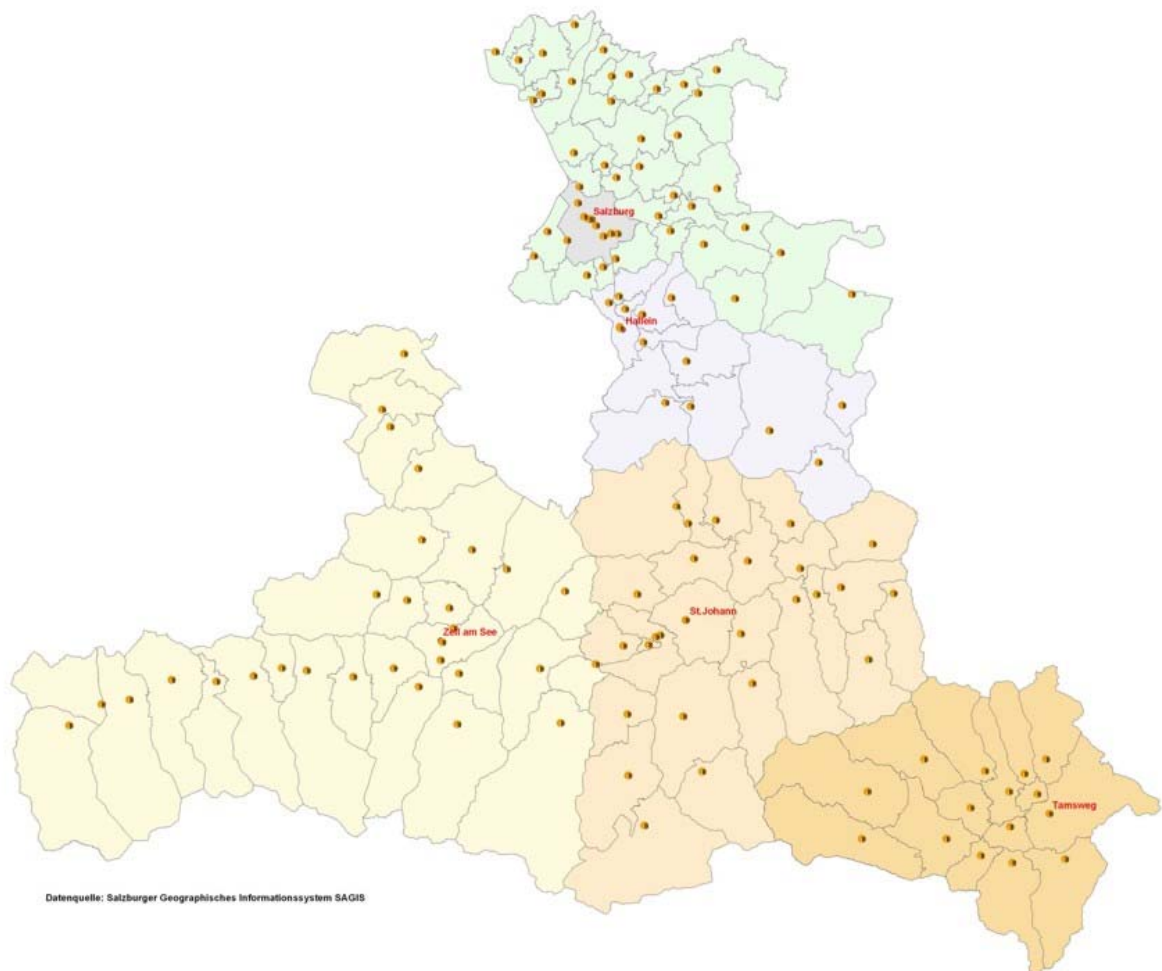 Salzburg
Hallein
St.Johann
Zell am See
Tamsweg
Datenquelle: Salzburger Geographisches Informationssystem SAGIS